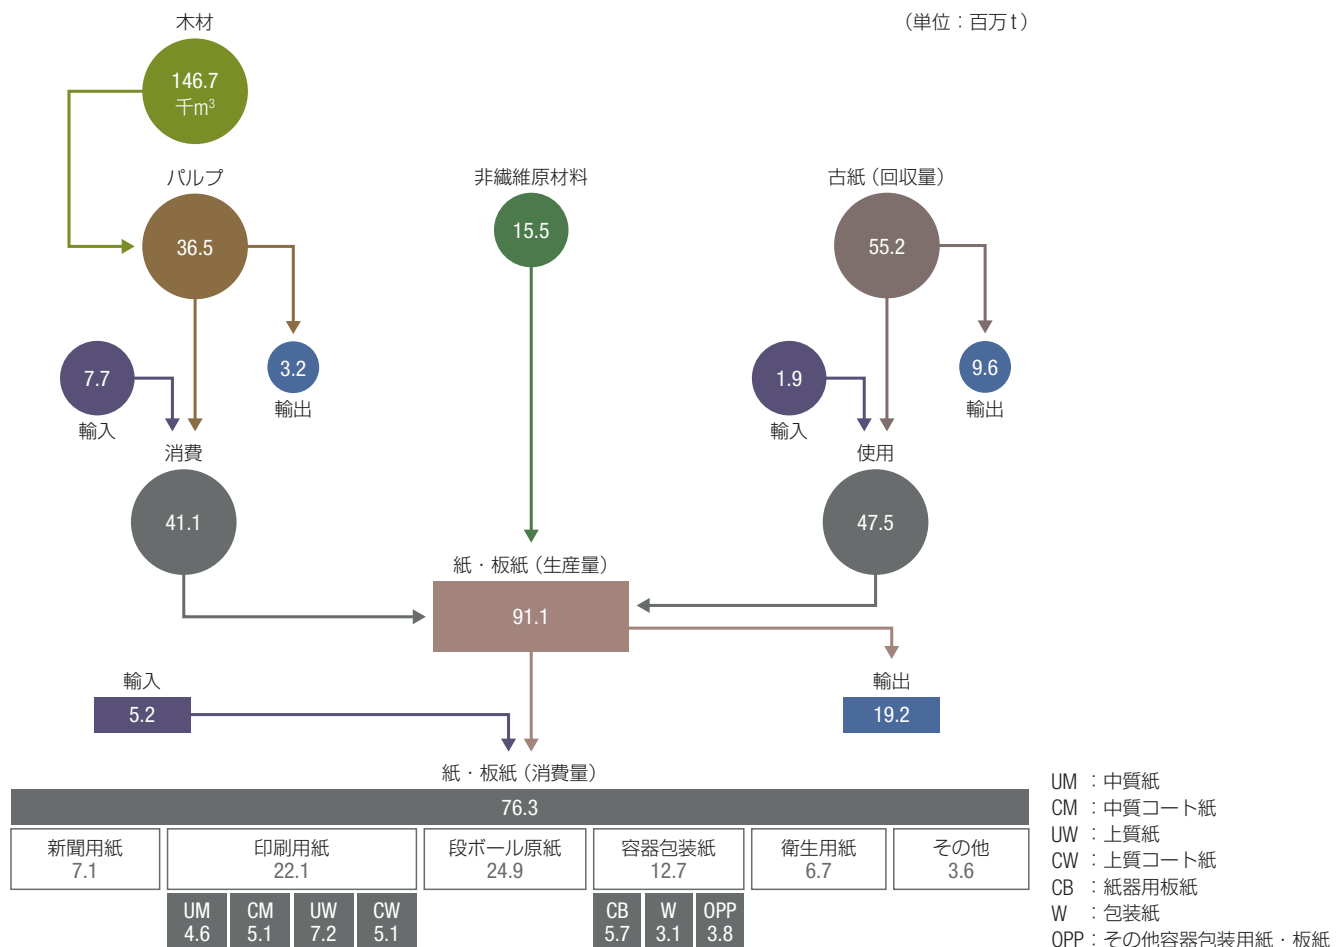 木材
(単位：百万t)
146.7
千m³
パルプ
非繊維原材料
古紙（回収量）
36.5
15.5
55.2
7.7
3.2
1.9
9.6
輸入
輸出
輸入
輸出
消費
使用
41.1
47.5
紙・板紙（生産量）
91.1
輸入
輸出
5.2
19.2
紙・板紙（消費量）
76.3
新聞用紙
7.1
印刷用紙
22.1
段ボール原紙
24.9
容器包装紙
12.7
衛生用紙
6.7
その他
3.6
UM
4.6
CM
5.1
UW
7.2
CW
5.1
CB
5.7
W
3.1
OPP
3.8
UM ：中質紙
CM ：中質コート紙
UW ：上質紙
CW ：上質コート紙
CB ：紙器用板紙
W ：包装紙
OPP：その他容器包装用紙・板紙